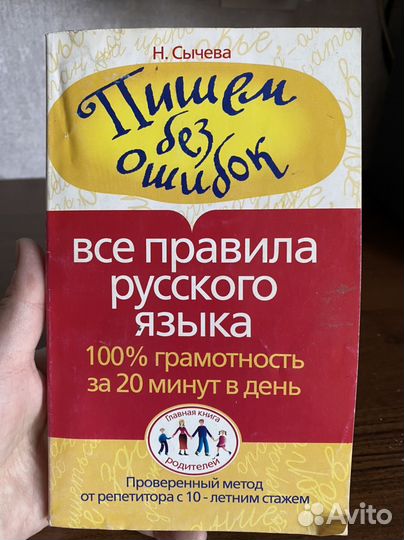 Н. Сычева
Пишем
без
ошибок
все правила
русского
языка
100% грамотность
за 20 минут в день
Главная книга
родителей
Проверенный метод
от репетитора с 10 - летним стажем
Avito